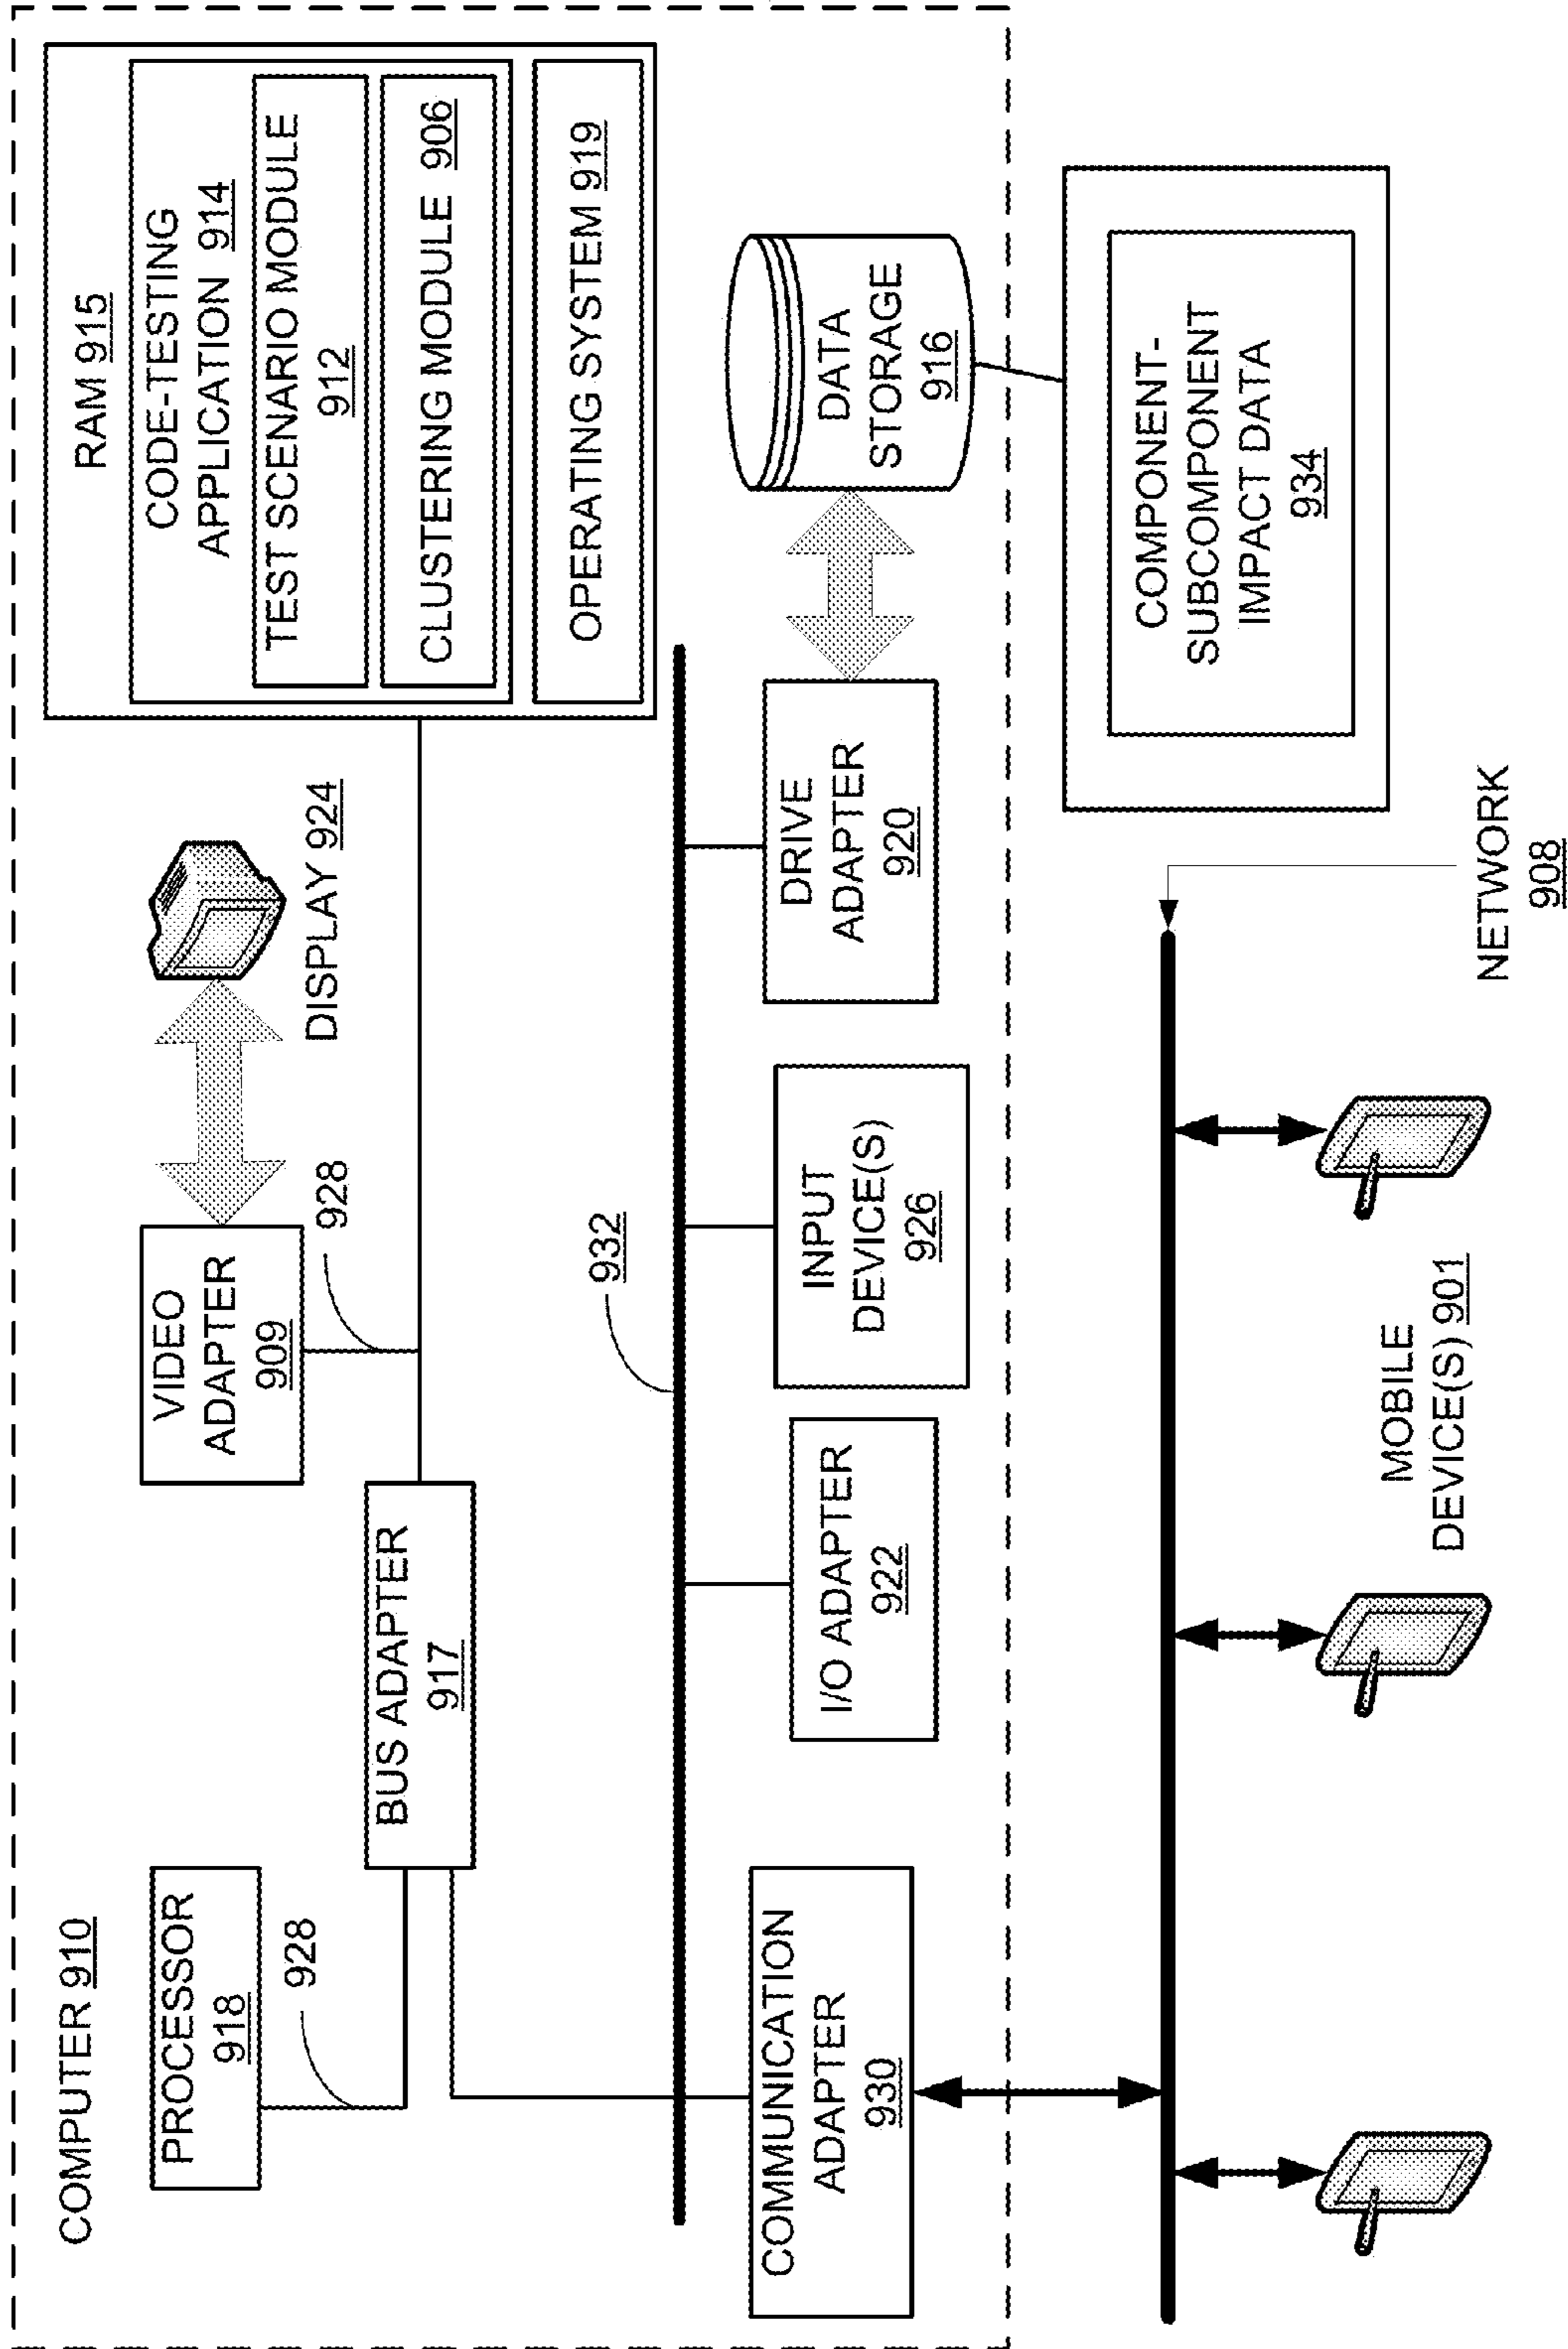 COMPUTER 910
PROCESSOR
918
928
BUS ADAPTER
917
VIDEO
ADAPTER
909
928
DISPLAY 924
RAM 915
CODE-TESTING
APPLICATION 914
TEST SCENARIO MODULE
912
CLUSTERING MODULE 906
OPERATING SYSTEM 919
932
COMMUNICATION
ADAPTER
930
I/O ADAPTER
922
INPUT
DEVICE(S)
926
DRIVE
ADAPTER
920
DATA
STORAGE
916
COMPONENT-
SUBCOMPONENT
IMPACT DATA
934
NETWORK
908
MOBILE
DEVICE(S) 901